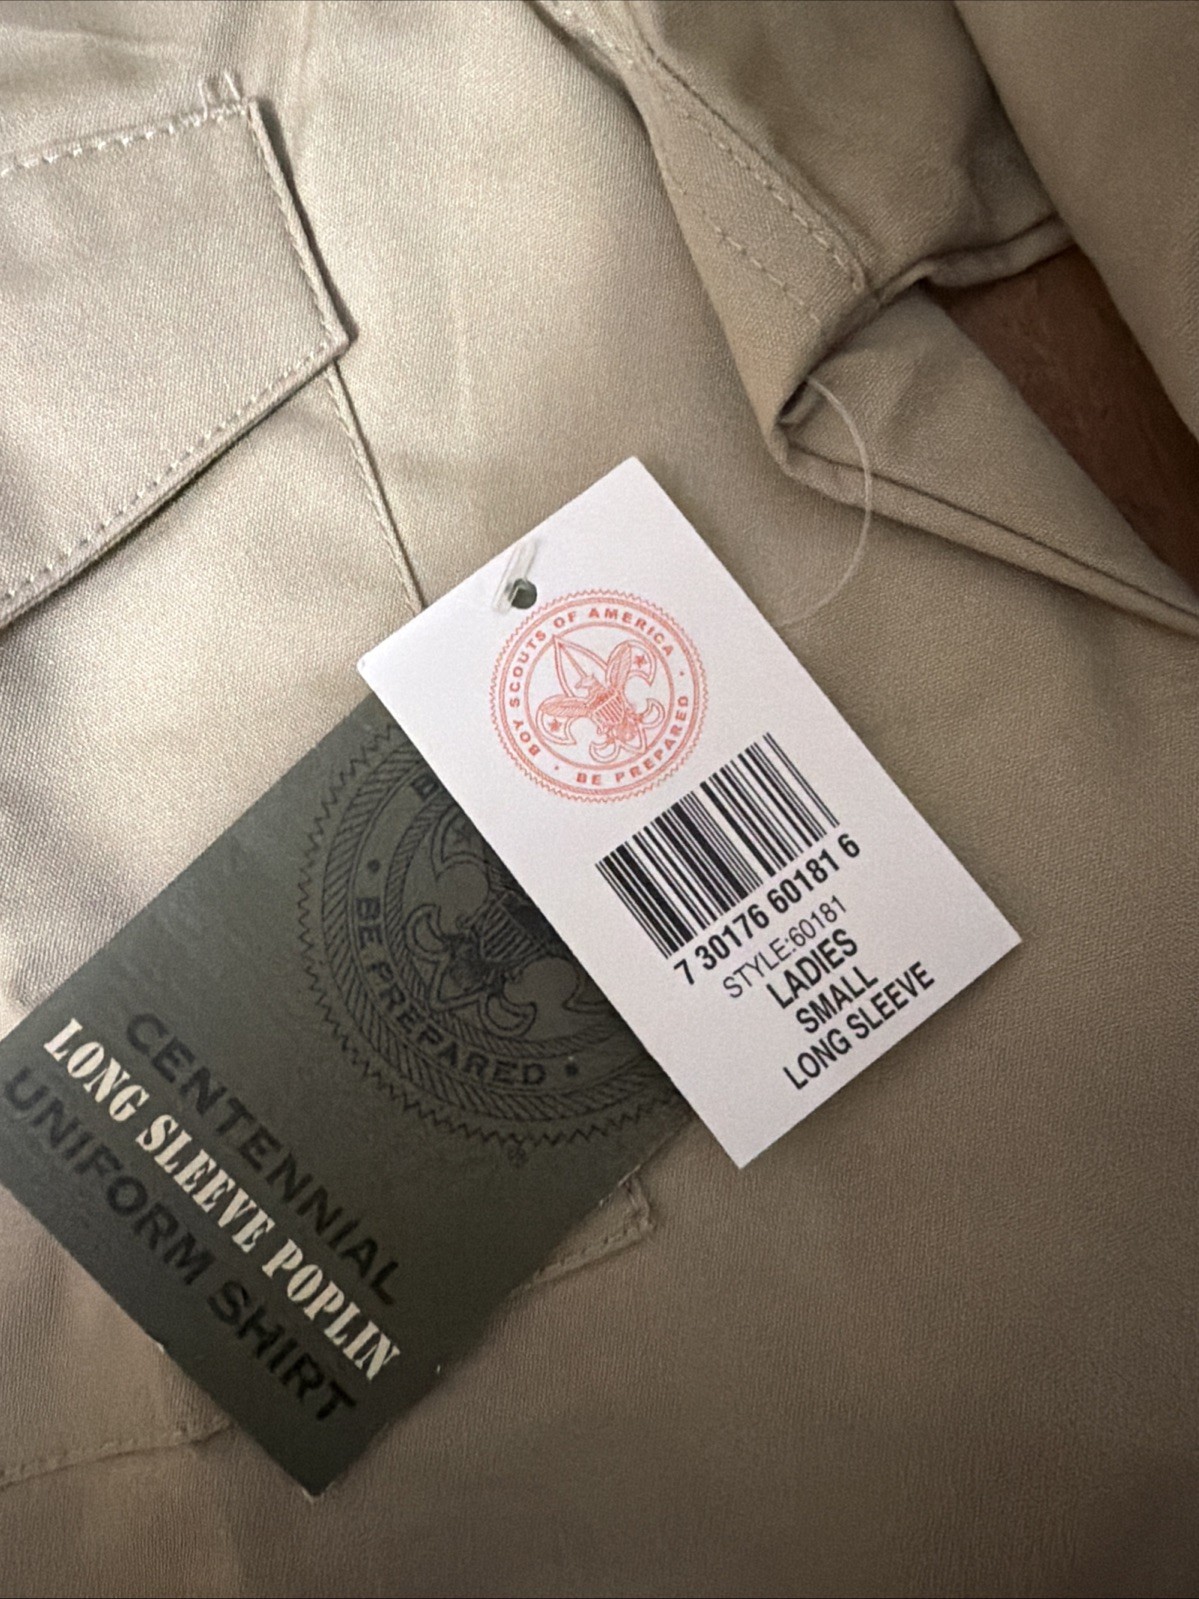 BOY SCOUTS OF AMERICA
BE PREPARED
7 30176 60181 6
STYLE:60181
LADIES
SMALL
LONG SLEEVE
BE PREPARED
®
CENTENNIAL
LONG SLEEVE POPLIN
UNIFORM SHIRT